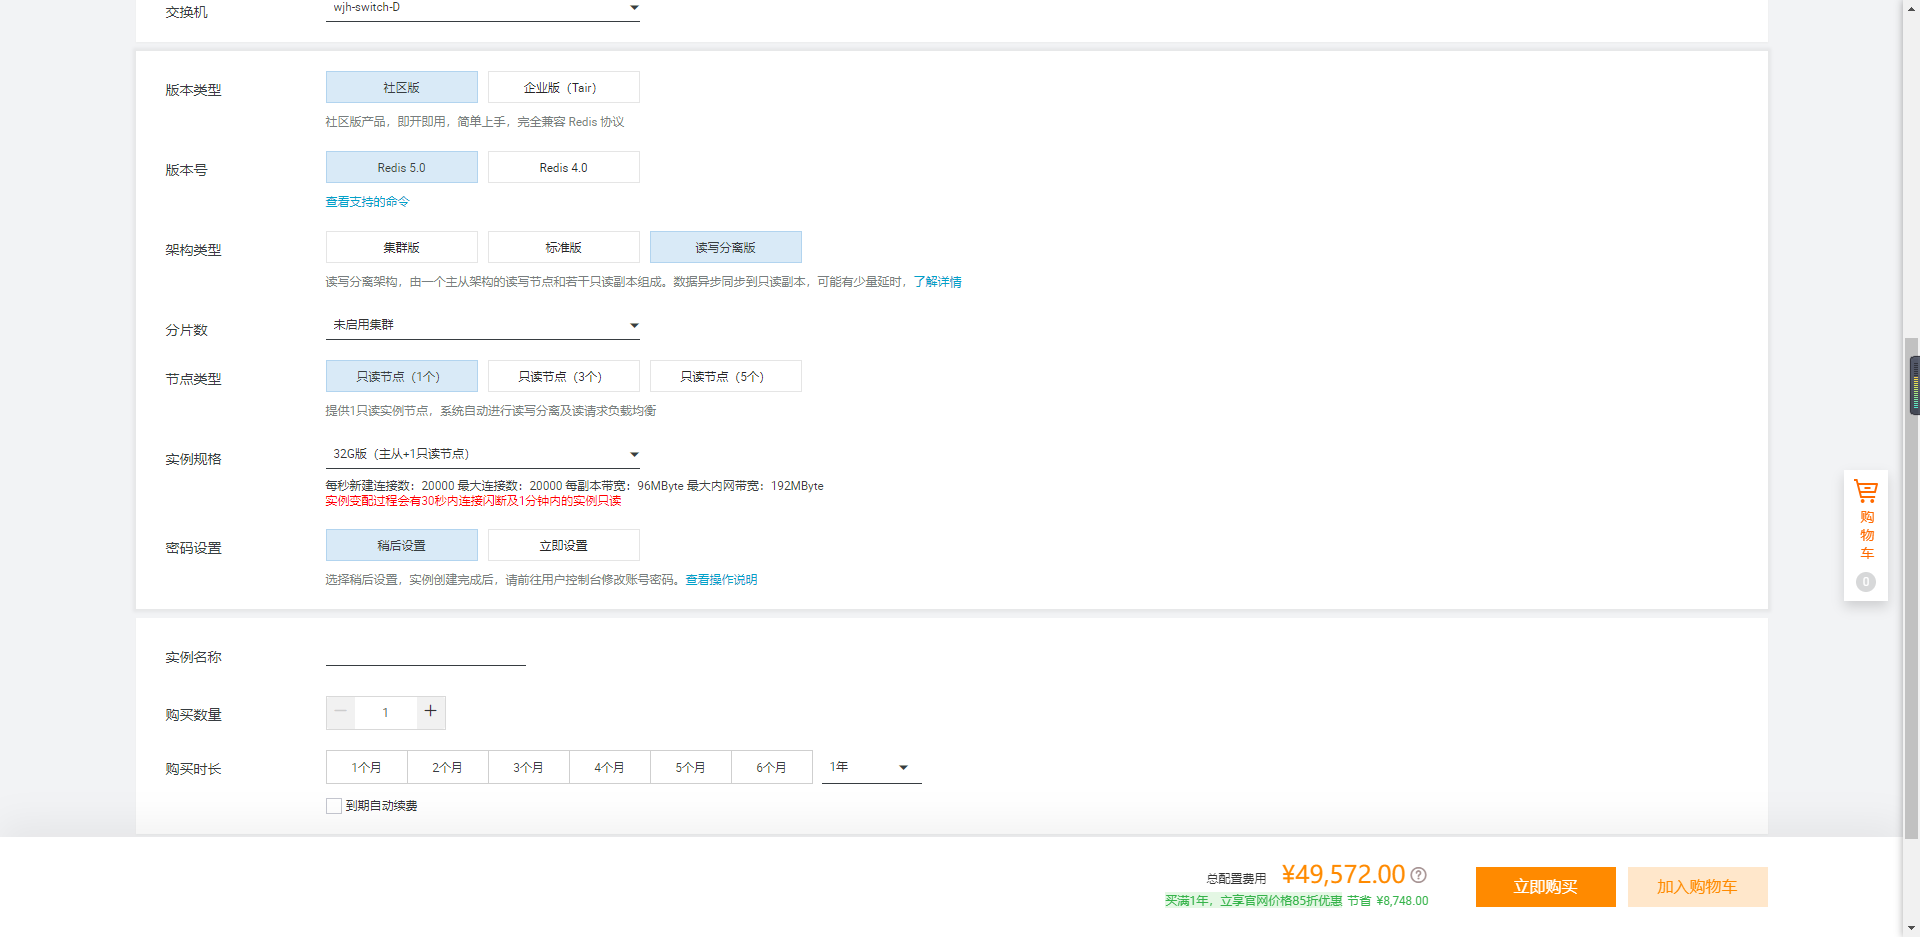 交换机
wjh-switch-D
版本类型
社区版
企业版（Tair）
社区版产品，即开即用，简单上手，完全兼容 Redis 协议
版本号
Redis 5.0
Redis 4.0
查看支持的命令
架构类型
集群版
标准版
读写分离版
读写分离架构，由一个主从架构的读写节点和若干只读副本组成。数据异步同步到只读副本，可能有少量延时，了解详情
分片数
未启用集群
节点类型
只读节点（1个）
只读节点（3个）
只读节点（5个）
提供1只读实例节点，系统自动进行读写分离及读请求负载均衡
实例规格
32G版（主从+1只读节点）
每秒新建连接数：20000 最大连接数：20000 每副本带宽：96MByte 最大内网带宽：192MByte
实例变配过程会有30秒内连接闪断及1分钟内的实例只读
密码设置
稍后设置
立即设置
选择稍后设置，实例创建完成后，请前往用户控制台修改账号密码。查看操作说明
实例名称
购买数量
1
购买时长
1个月
2个月
3个月
4个月
5个月
6个月
1年
到期自动续费
总配置费用
¥49,572.00
?
买满1年，立享官网价格85折优惠 节省 ¥8,748.00
立即购买
加入购物车
购
物
车
0